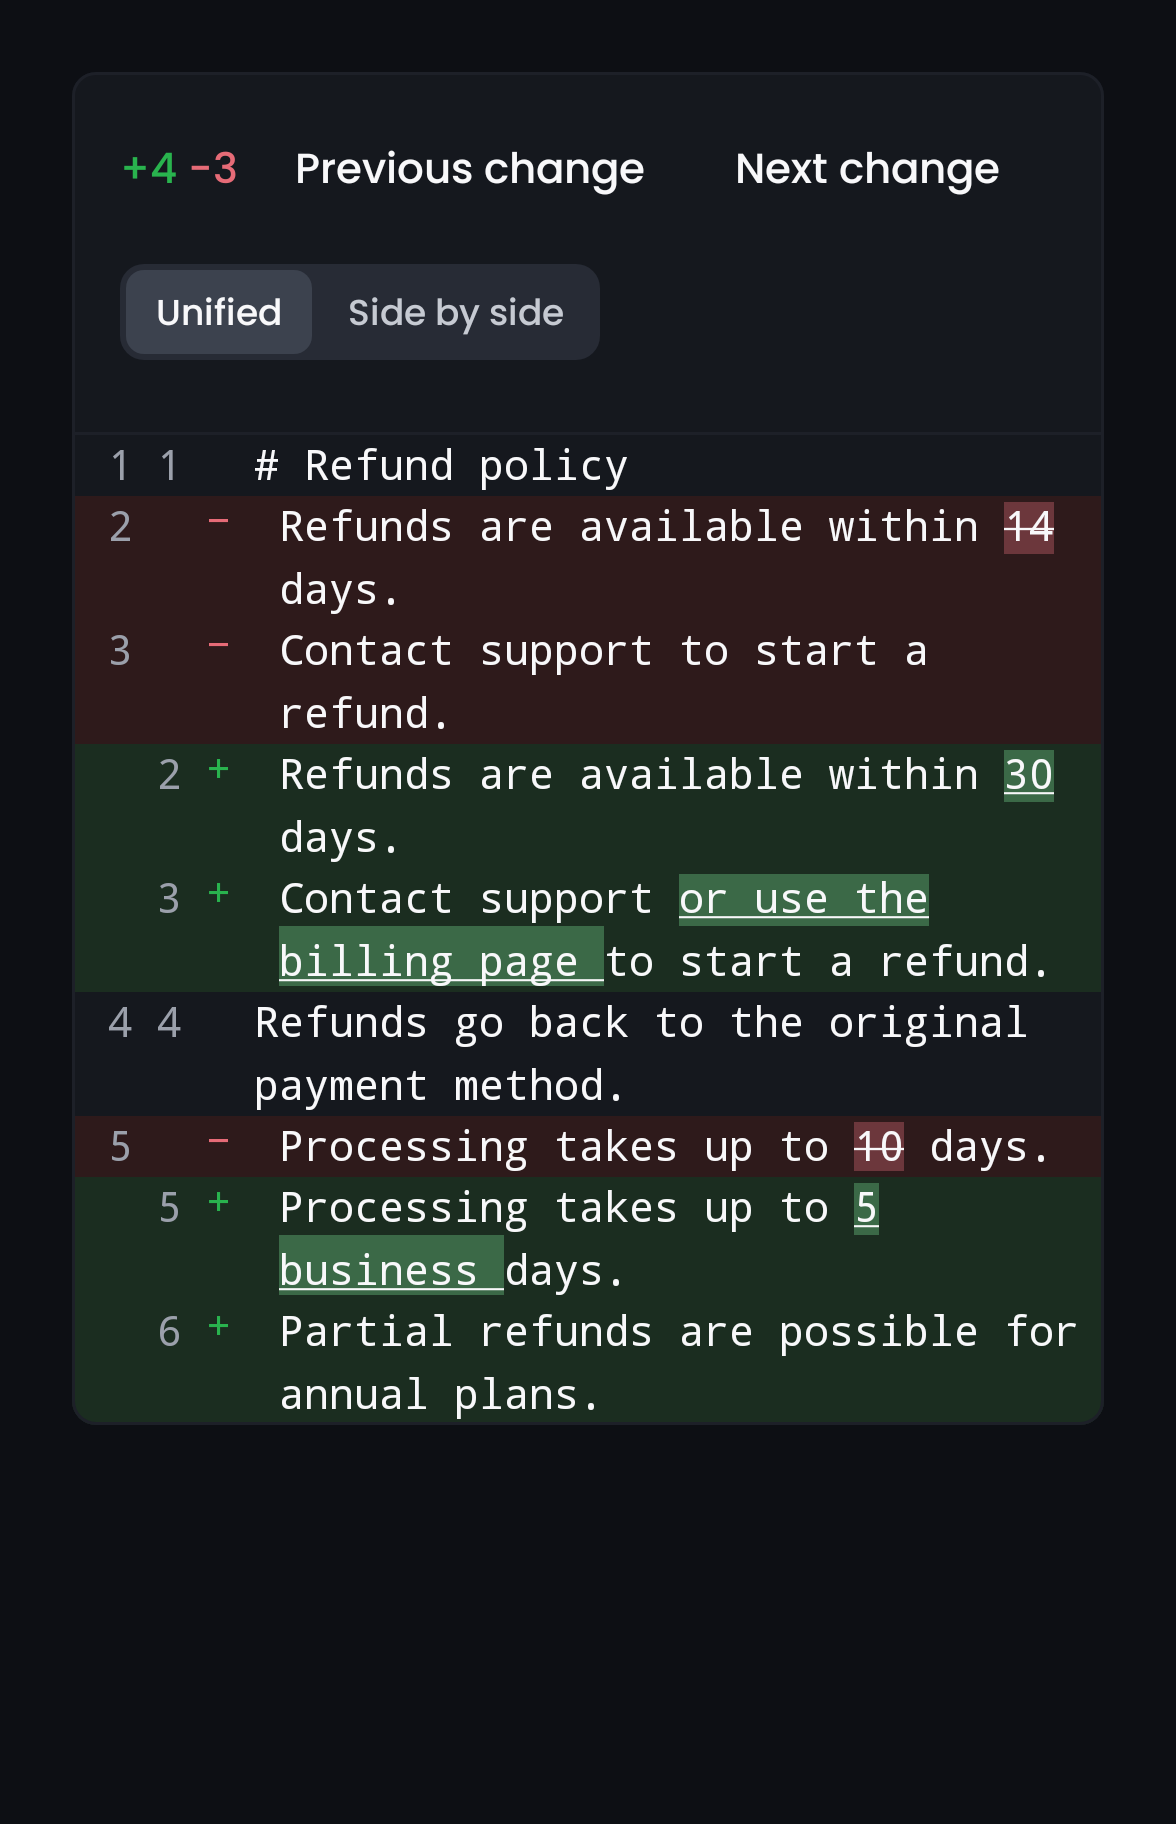 +4 −3 Previous change Next change
Unified Side by side
1 1 # Refund policy
2 − Refunds are available within 14
days.
3 − Contact support to start a
refund.
2 + Refunds are available within 30
days.
3 + Contact support or use the
billing page to start a refund.
4 4 Refunds go back to the original
payment method.
5 − Processing takes up to 10 days.
5 + Processing takes up to 5
business days.
6 + Partial refunds are possible for
annual plans.